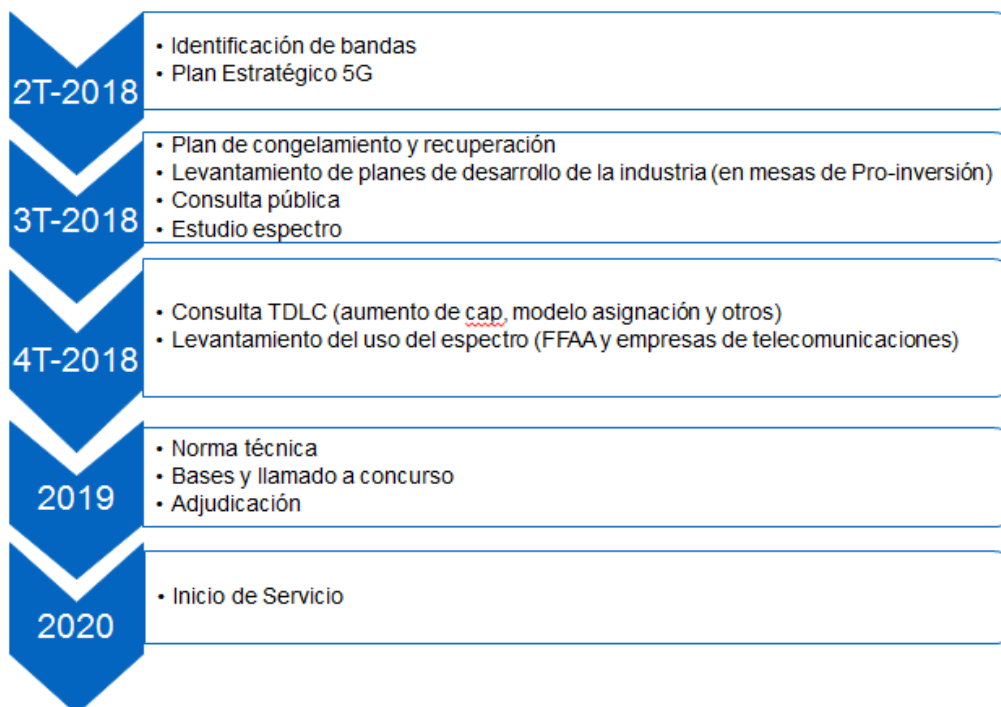 2T-2018
• Identificación de bandas
• Plan Estratégico 5G
3T-2018
• Plan de congelamiento y recuperación
• Levantamiento de planes de desarrollo de la industria (en mesas de Pro-inversión)
• Consulta pública
• Estudio espectro
4T-2018
• Consulta TDLC (aumento de cap, modelo asignación y otros)
• Levantamiento del uso del espectro (FFAA y empresas de telecomunicaciones)
2019
• Norma técnica
• Bases y llamado a concurso
• Adjudicación
2020
• Inicio de Servicio